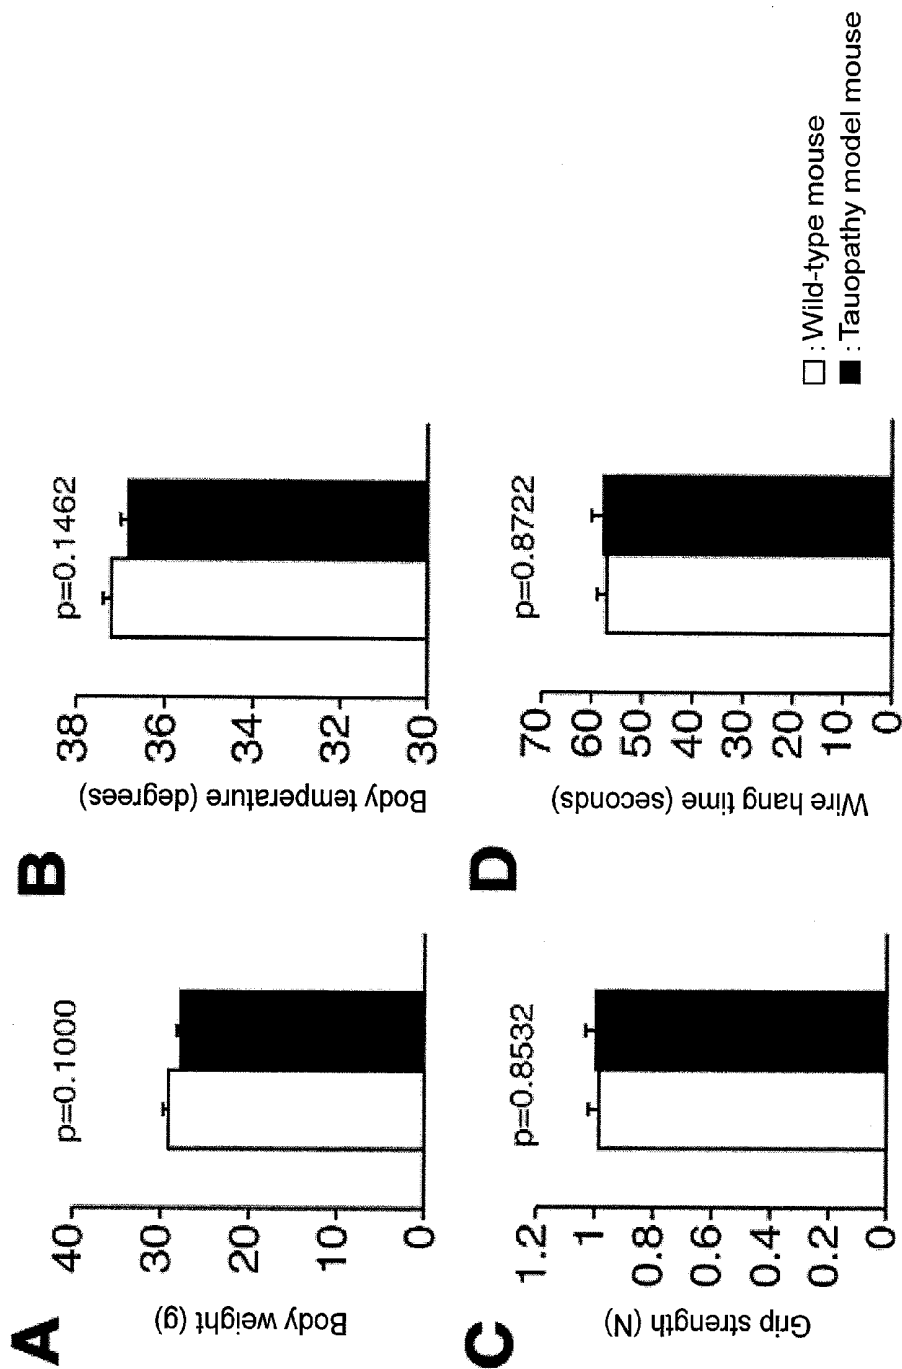 A
p=0.1000
Body weight (g)
40
30
20
10
0
B
p=0.1462
Body temperature (degrees)
38
36
34
32
30
C
p=0.8532
Grip strength (N)
1.2
1
0.8
0.6
0.4
0.2
0
D
p=0.8722
Wire hang time (seconds)
70
60
50
40
30
20
10
0
: Wild-type mouse
: Tauopathy model mouse